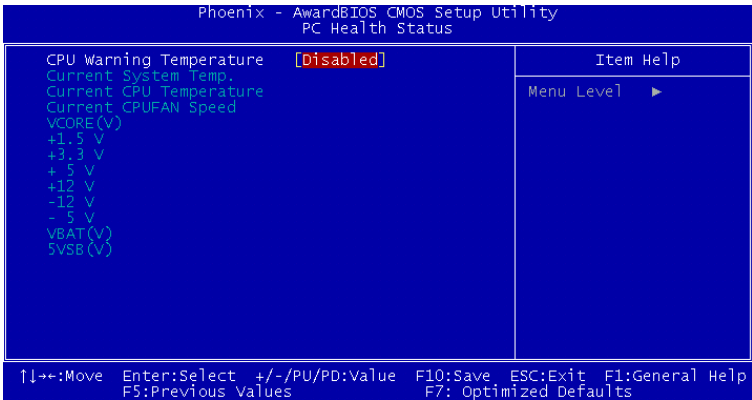 Phoenix - AwardBIOS CMOS Setup Utility
PC Health Status
CPU Warning Temperature [Disabled]
Current System Temp.
Current CPU Temperature
Current CPUFAN Speed
VCORE(V)
+1.5 V
+3.3 V
+ 5 V
+12 V
-12 V
- 5 V
VBAT(V)
5VSB(V)
Item Help
Menu Level ►
↑↓→←:Move Enter:Select +/-/PU/PD:Value F10:Save ESC:Exit F1:General Help
F5:Previous Values F7: Optimized Defaults